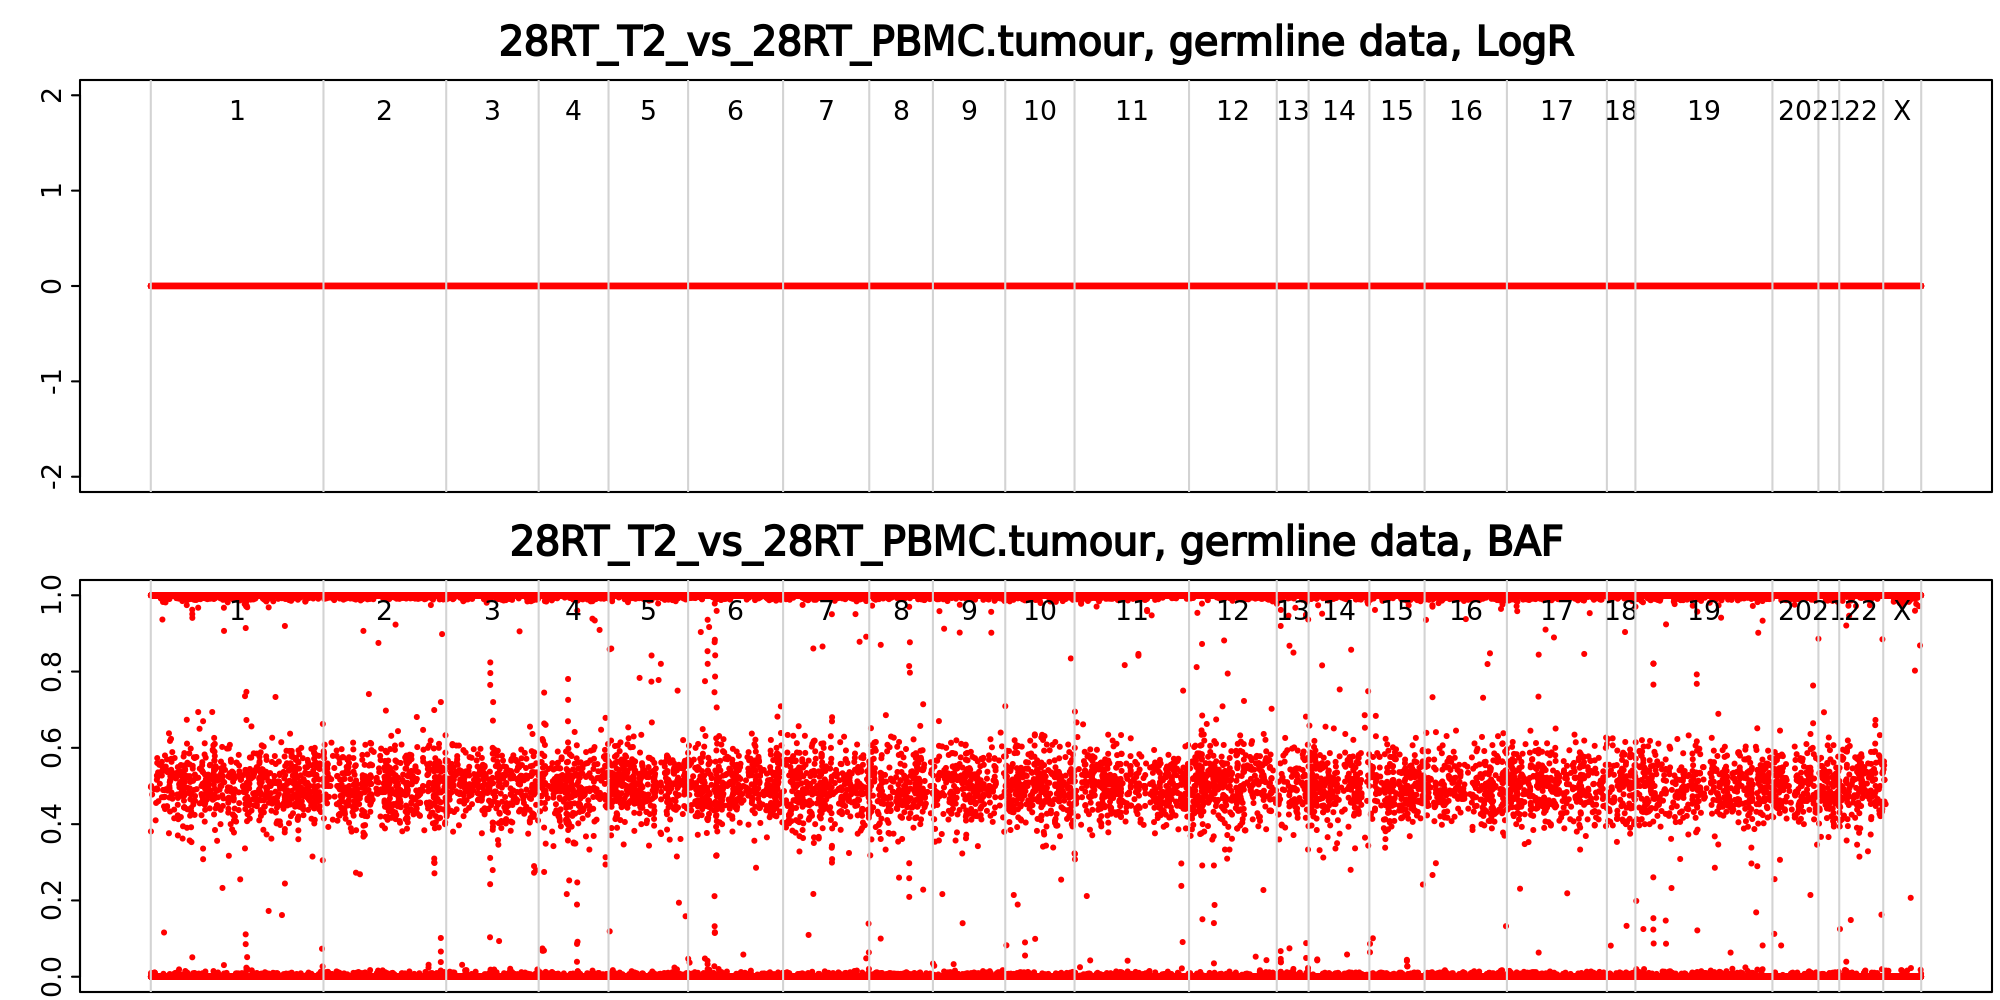 28RT_T2_vs_28RT_PBMC.tumour, germline data, LogR
2
1
0
-1
-2
1 2 3 4 5 6 7 8 9 10 11 12 13 14 15 16 17 18 19 20 21 22 X
28RT_T2_vs_28RT_PBMC.tumour, germline data, BAF
1.0
0.8
0.6
0.4
0.2
0.0
1 2 3 4 5 6 7 8 9 10 11 12 13 14 15 16 17 18 19 20 21 22 X